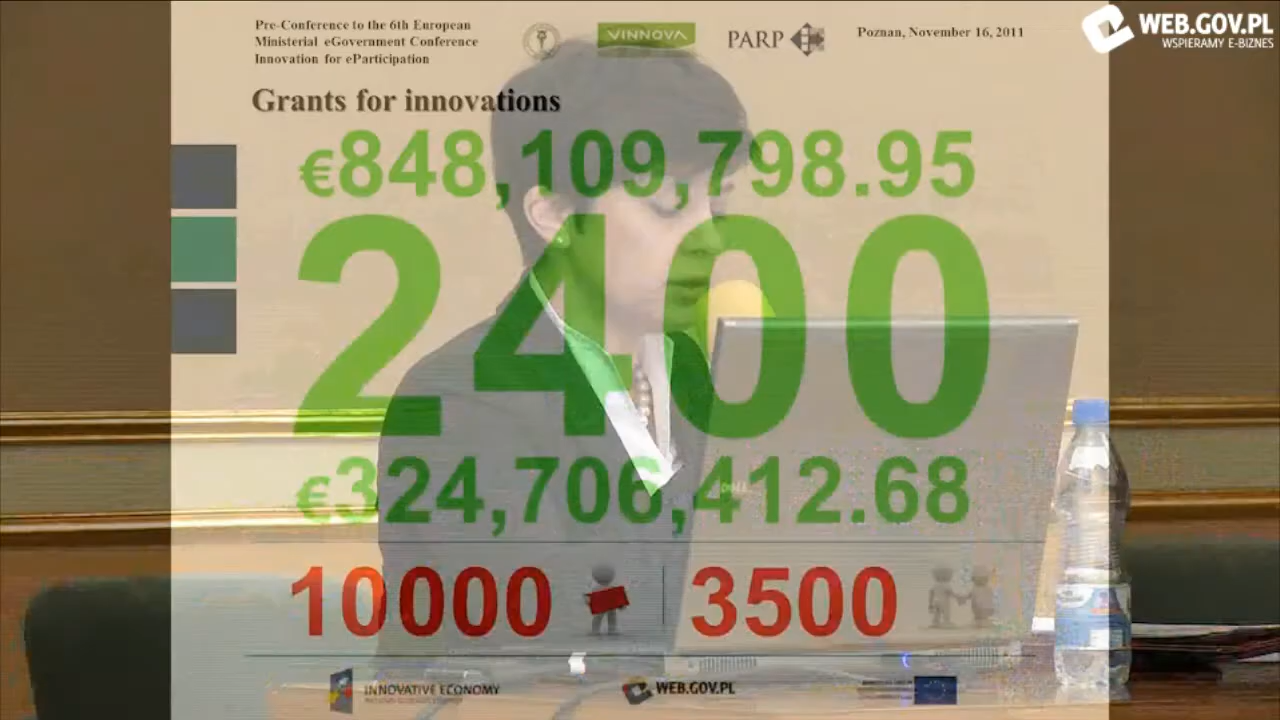 Pre-Conference to the 6th European
Ministerial eGovernment Conference
Innovation for eParticipation
VINNOVA
PARP
Poznan, November 16, 2011
WEB.GOV.PL
WSPIERAMY E-BIZNES
Grants for innovations
€848,109,798.95
2400
€324,706,412.68
DELL
10000
3500
INNOVATIVE ECONOMY
WEB.GOV.PL